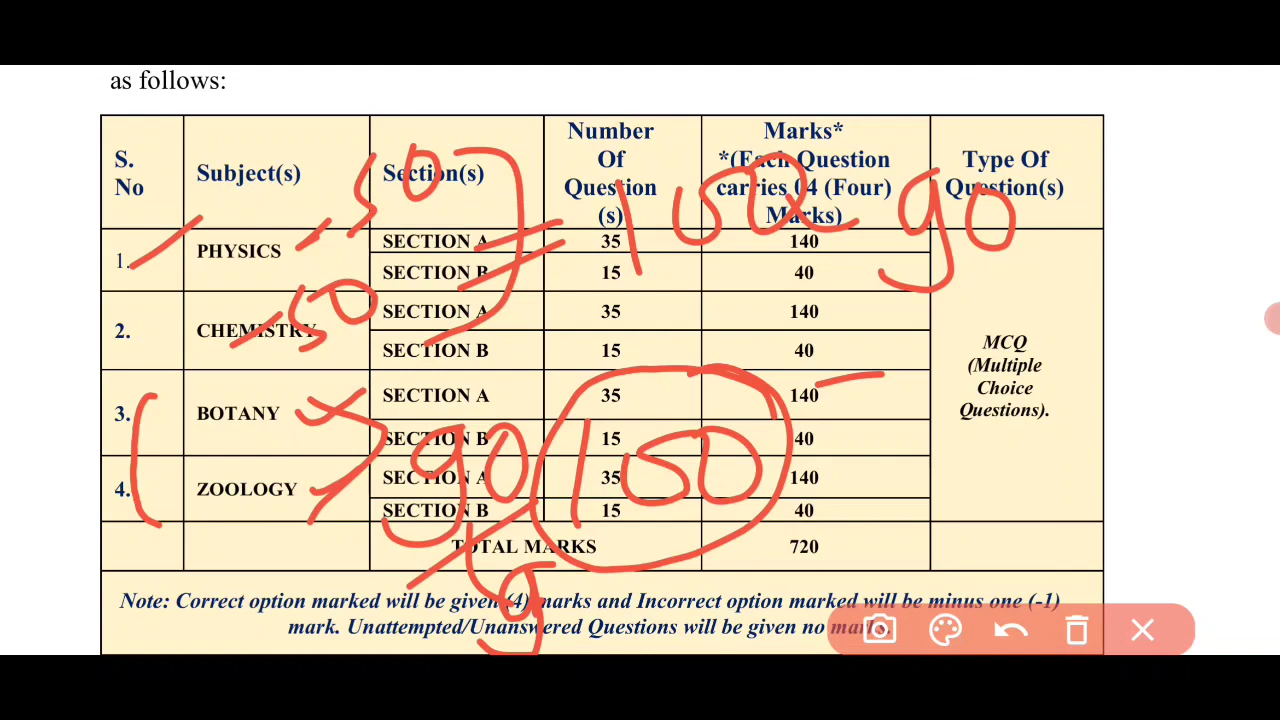 as follows:
S. No | Subject(s) | Section(s) | Number Of Question (s) | Marks* *(Each Question carries 04 (Four) Marks) | Type Of Question(s)
1. | PHYSICS | SECTION A | 35 | 140 | MCQ (Multiple Choice Questions).
SECTION B | 15 | 40
2. | CHEMISTRY | SECTION A | 35 | 140
SECTION B | 15 | 40
3. | BOTANY | SECTION A | 35 | 140
SECTION B | 15 | 40
4. | ZOOLOGY | SECTION A | 35 | 140
SECTION B | 15 | 40
TOTAL MARKS | 720
Note: Correct option marked will be given (4) marks and Incorrect option marked will be minus one (-1)
mark. Unattempted/Unanswered Questions will be given no marks.
50
150
90
50
90
150